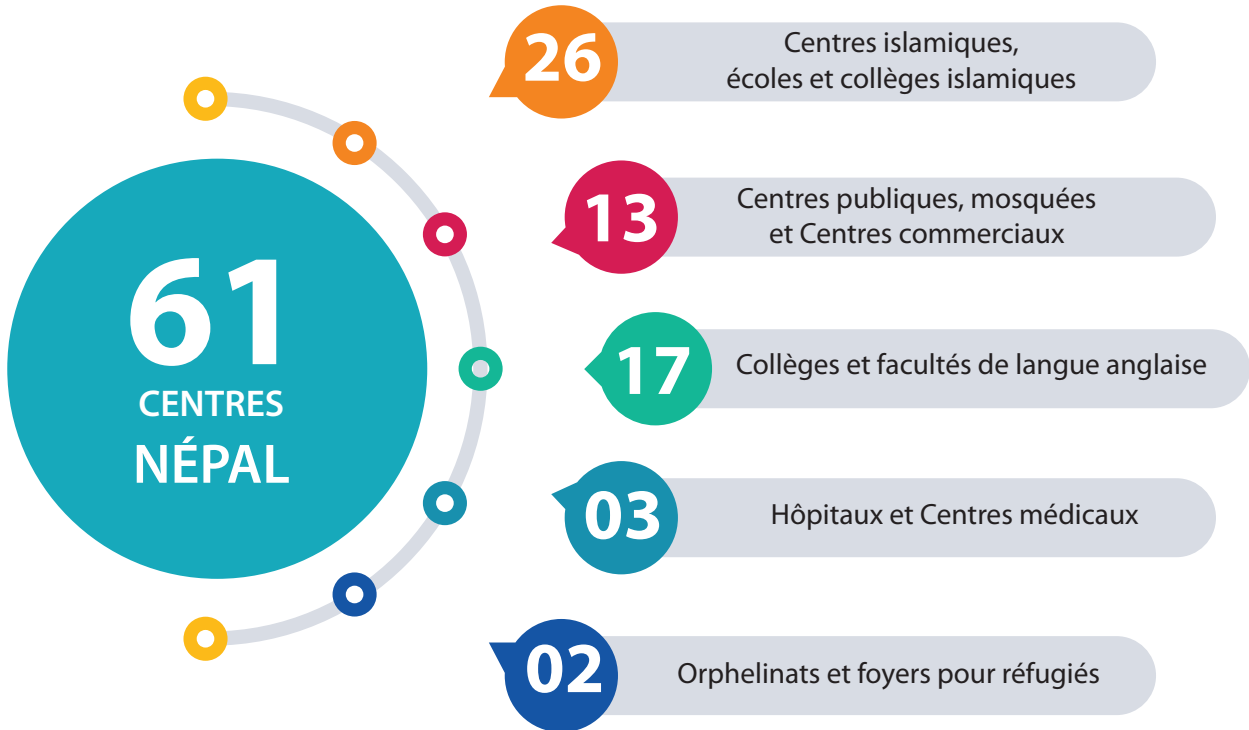 61
CENTRES
NÉPAL
26
Centres islamiques,
écoles et collèges islamiques
13
Centres publiques, mosquées
et Centres commerciaux
17
Collèges et facultés de langue anglaise
03
Hôpitaux et Centres médicaux
02
Orphelinats et foyers pour réfugiés